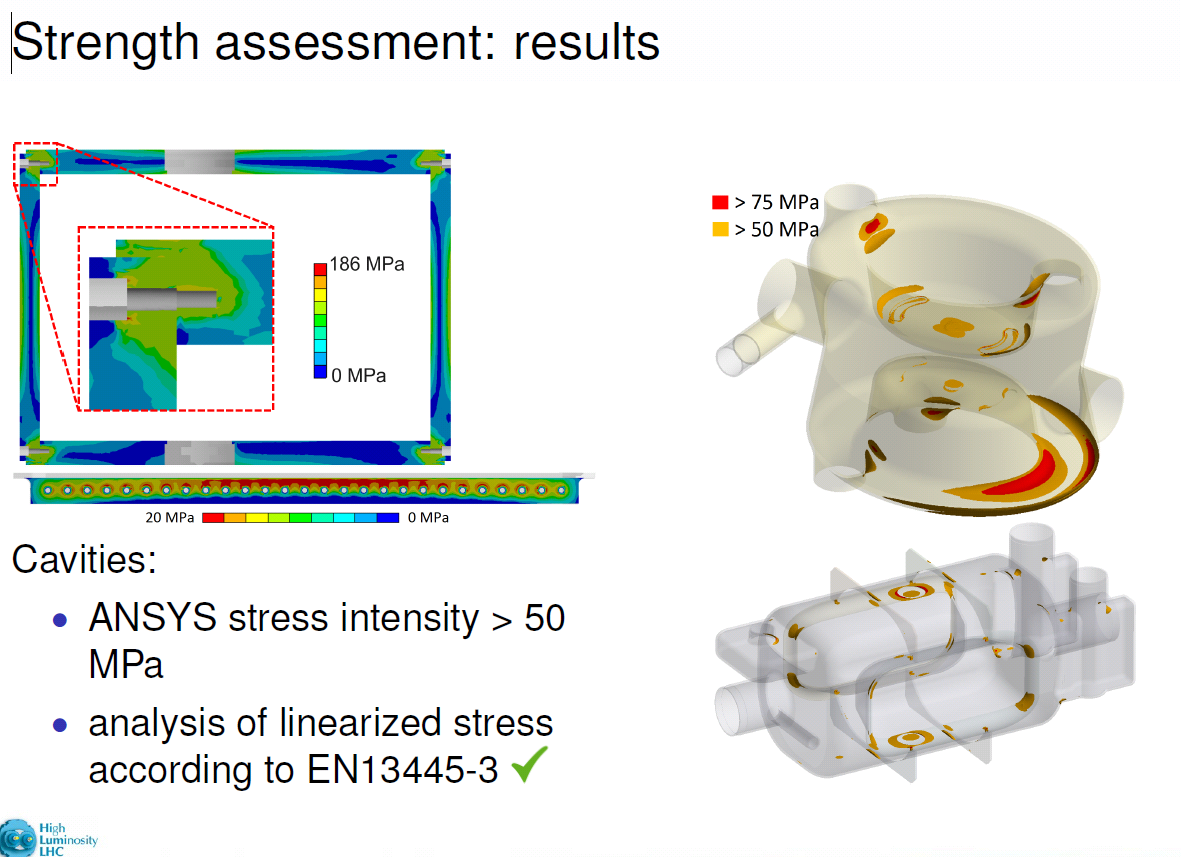 Strength assessment: results
> 75 MPa
> 50 MPa
186 MPa
0 MPa
20 MPa
0 MPa
Cavities:
ANSYS stress intensity > 50
MPa
analysis of linearized stress
according to EN13445-3
High
Luminosity
LHC